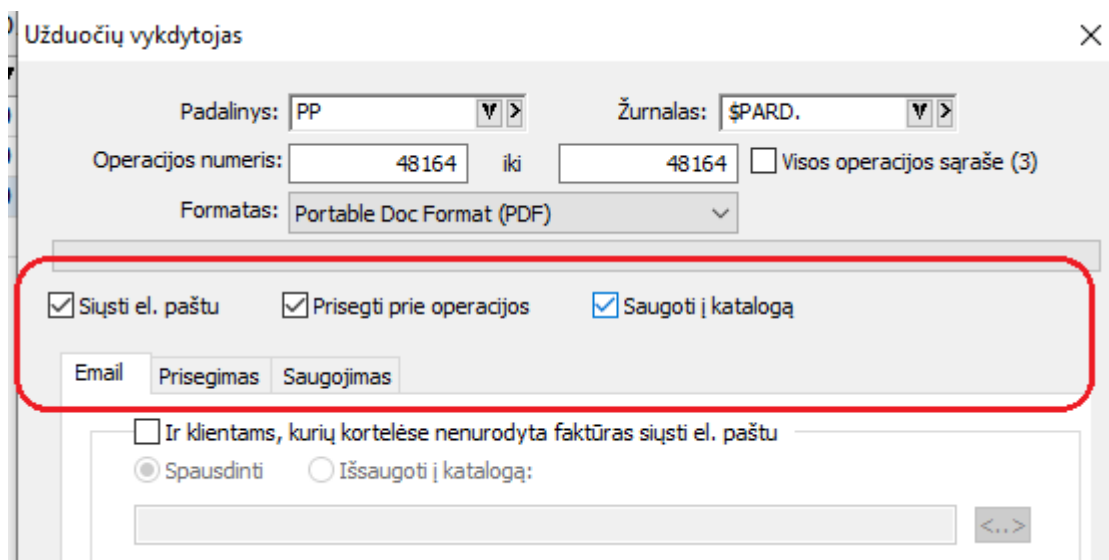 Užduočių vykdytojas
Padalinys: PP Žurnalas: $PARD.
Operacijos numeris: 48164 iki 48164 Visos operacijos sąraše (3)
Formatas: Portable Doc Format (PDF)
Siųsti el. paštu Prisegti prie operacijos Saugoti į katalogą
Email Prisegimas Saugojimas
Ir klientams, kurių kortelėse nenurodyta faktūras siųsti el. paštu
Spausdinti Išsaugoti į katalogą:
<..>